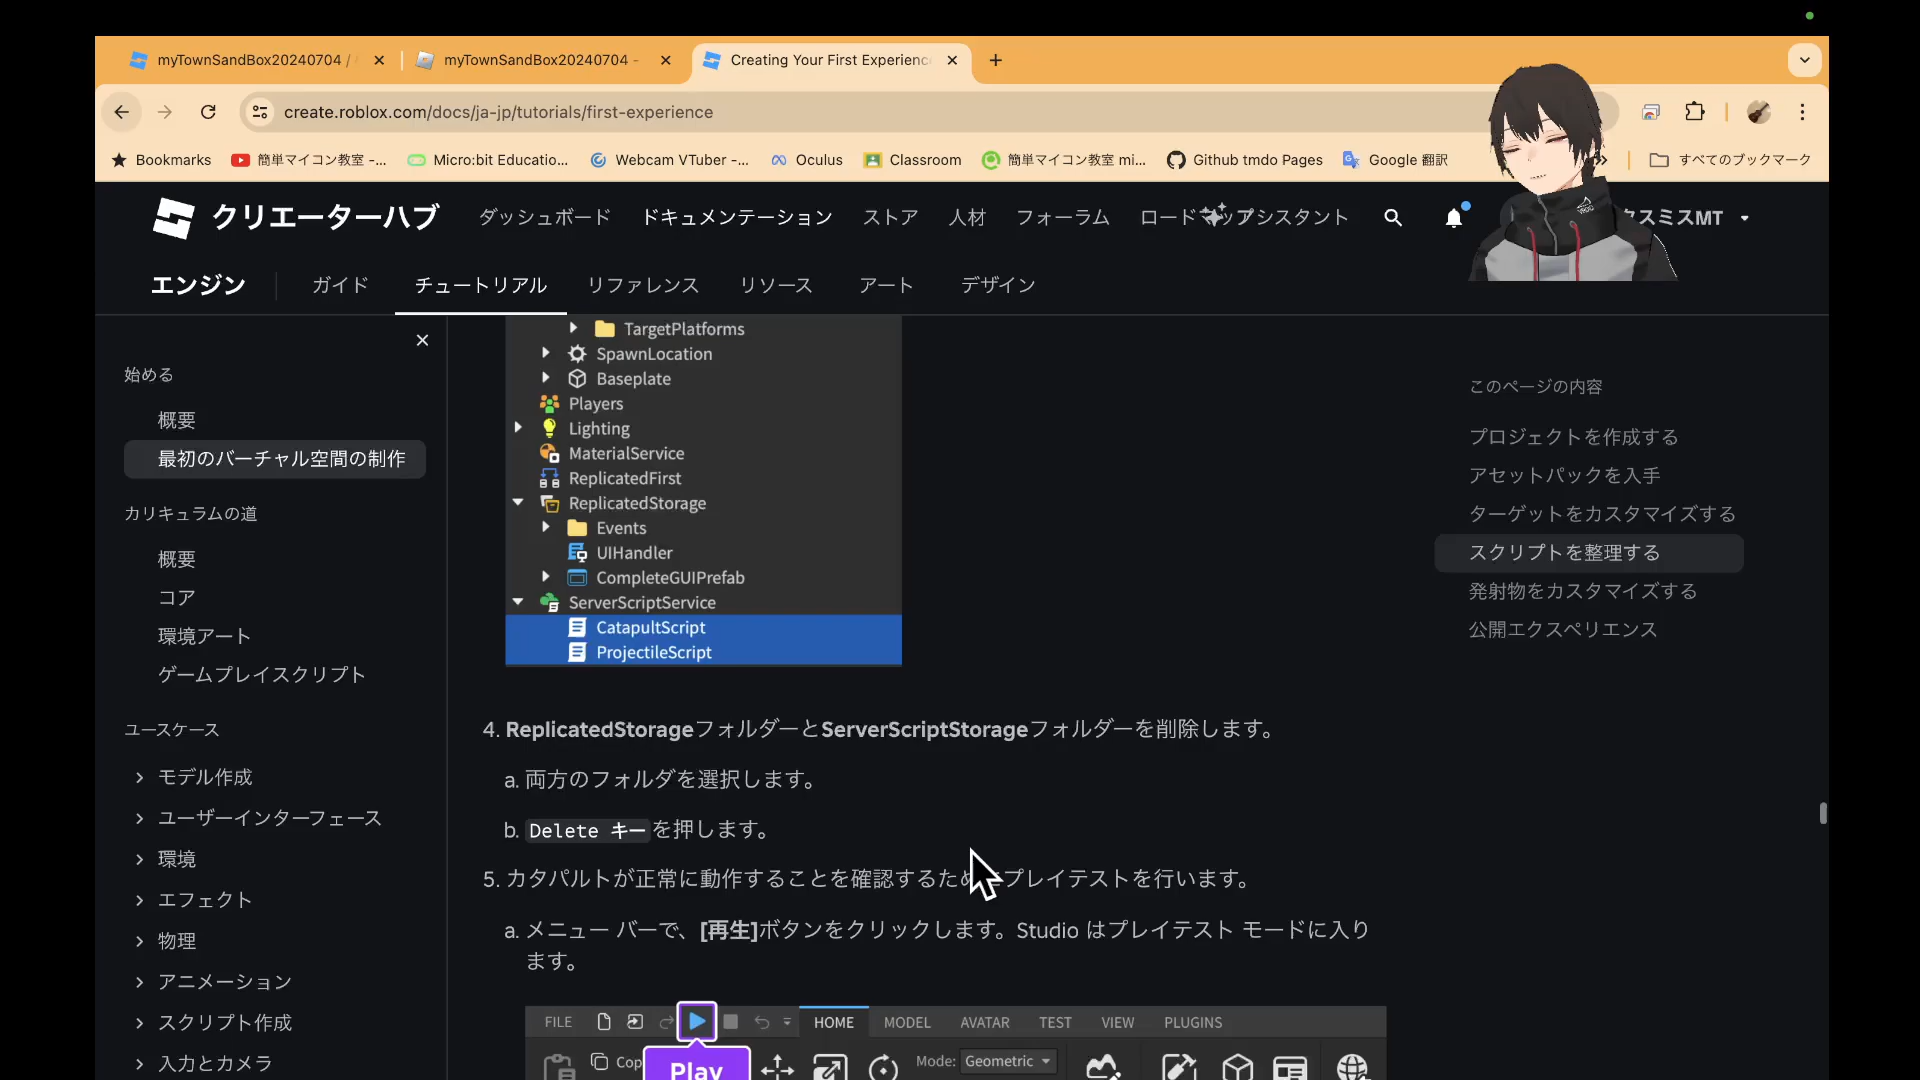 myTownSandBox20240704 /
myTownSandBox20240704 -
Creating Your First Experienc
create.roblox.com/docs/ja-jp/tutorials/first-experience
Bookmarks
簡単マイコン教室 -...
Micro:bit Educatio...
Webcam VTuber -...
Oculus
Classroom
簡単マイコン教室 mi...
Github tmdo Pages
Google 翻訳
すべてのブックマーク
クリエーターハブ
ダッシュボード
ドキュメンテーション
ストア
人材
フォーラム
ロードマップ
シスタント
クスミスMT
エンジン
ガイド
チュートリアル
リファレンス
リソース
アート
デザイン
始める
概要
最初のバーチャル空間の制作
カリキュラムの道
概要
コア
環境アート
ゲームプレイスクリプト
ユースケース
モデル作成
ユーザーインターフェース
環境
エフェクト
物理
アニメーション
スクリプト作成
入力とカメラ
TargetPlatforms
SpawnLocation
Baseplate
Players
Lighting
MaterialService
ReplicatedFirst
ReplicatedStorage
Events
UIHandler
CompleteGUIPrefab
ServerScriptService
CatapultScript
ProjectileScript
4. ReplicatedStorageフォルダーとServerScriptStorageフォルダーを削除します。
a. 両方のフォルダを選択します。
b. Delete キーを押します。
5. カタパルトが正常に動作することを確認するためにプレイテストを行います。
a. メニュー バーで、[再生]ボタンをクリックします。Studio はプレイテスト モードに入り
ます。
FILE
HOME
MODEL
AVATAR
TEST
VIEW
PLUGINS
Cop
Play
Mode:
Geometric
このページの内容
プロジェクトを作成する
アセットパックを入手
ターゲットをカスタマイズする
スクリプトを整理する
発射物をカスタマイズする
公開エクスペリエンス